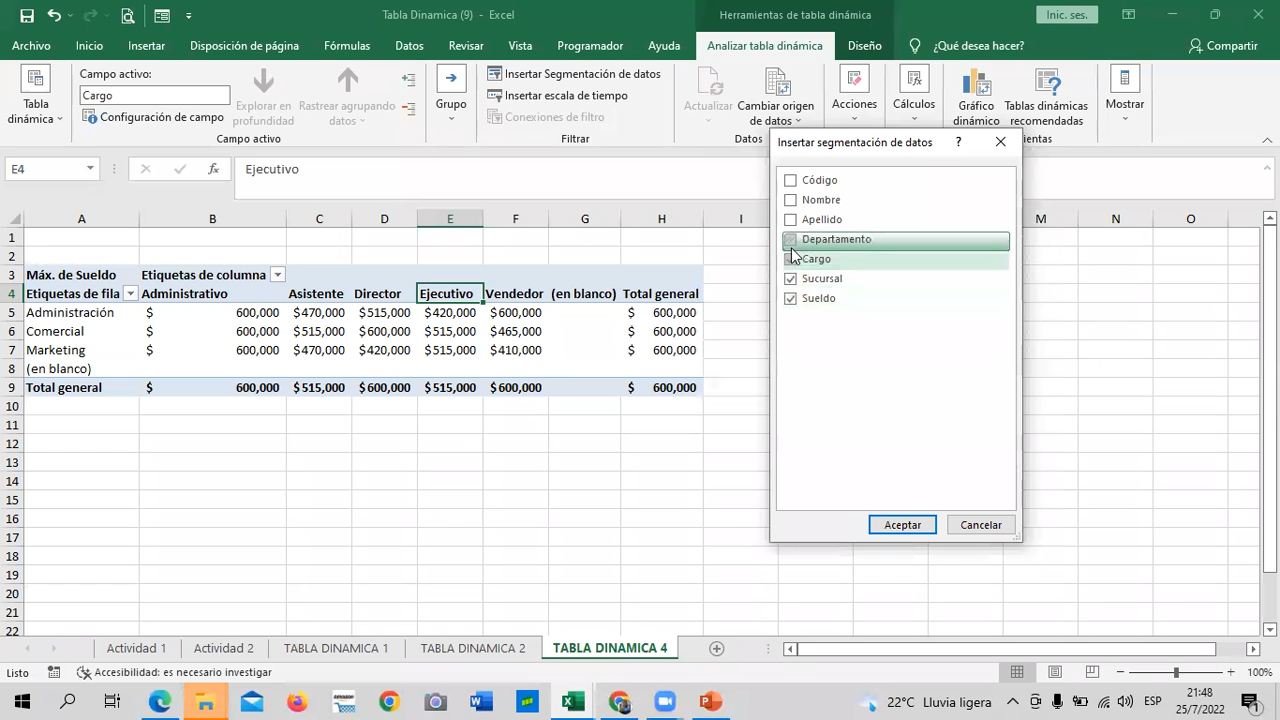 Tabla Dinamica (9) - Excel
Herramientas de tabla dinámica
Inic. ses.
Archivo Inicio Insertar Disposición de página Fórmulas Datos Revisar Vista Programador Ayuda Analizar tabla dinámica Diseño ¿Qué desea hacer? Compartir
Tabla dinámica
Campo activo:
Cargo
Configuración de campo
Explorar en profundidad
Rastrear agrupando datos
Campo activo
Grupo
Insertar Segmentación de datos
Insertar escala de tiempo
Conexiones de filtro
Filtrar
Actualizar
Cambiar origen de datos
Datos
Acciones
Cálculos
Gráfico dinámico
Tablas dinámicas recomendadas
ientas
Mostrar
E4 fx Ejecutivo
Insertar segmentación de datos ?
Código
Nombre
Apellido
Departamento
Cargo
Sucursal
Sueldo
Aceptar Cancelar
A B C D E F G H I M N O
1
2
3 Máx. de Sueldo Etiquetas de columna
4 Etiquetas de fila Administrativo Asistente Director Ejecutivo Vendedor (en blanco) Total general
5 Administración $ 600,000 $470,000 $515,000 $420,000 $600,000 $ 600,000
6 Comercial $ 600,000 $515,000 $600,000 $515,000 $465,000 $ 600,000
7 Marketing $ 600,000 $470,000 $420,000 $515,000 $410,000 $ 600,000
8 (en blanco)
9 Total general $ 600,000 $515,000 $600,000 $515,000 $600,000 $ 600,000
10
11
12
13
14
15
16
17
18
19
20
21
22
Actividad 1 Actividad 2 TABLA DINAMICA 1 TABLA DINAMICA 2 TABLA DINAMICA 4
Listo Accesibilidad: es necesario investigar 100%
22°C Lluvia ligera ESP 21:48
25/7/2022